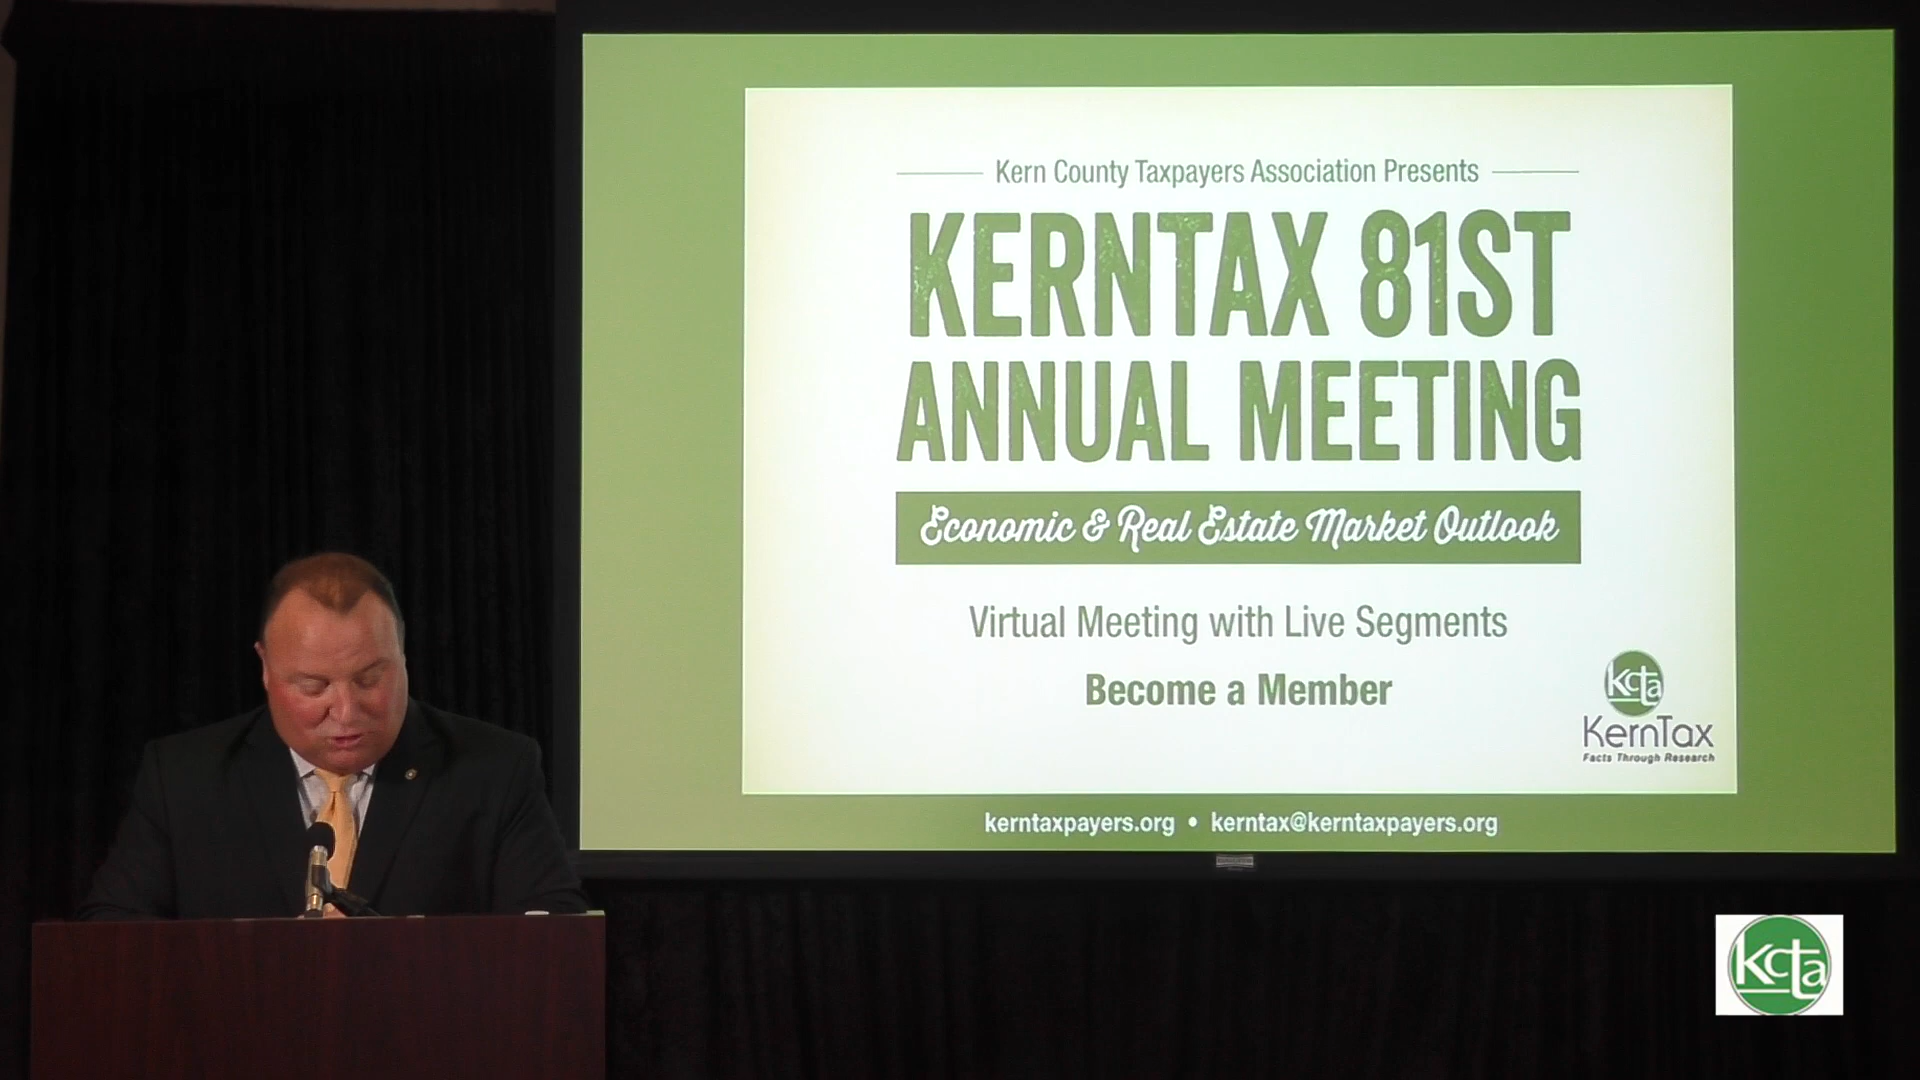 Kern County Taxpayers Association Presents
KERNTAX 81ST
ANNUAL MEETING
Economic & Real Estate Market Outlook
Virtual Meeting with Live Segments
Become a Member
kcta
KernTax
Facts Through Research
kerntaxpayers.org • kerntax@kerntaxpayers.org
kcta